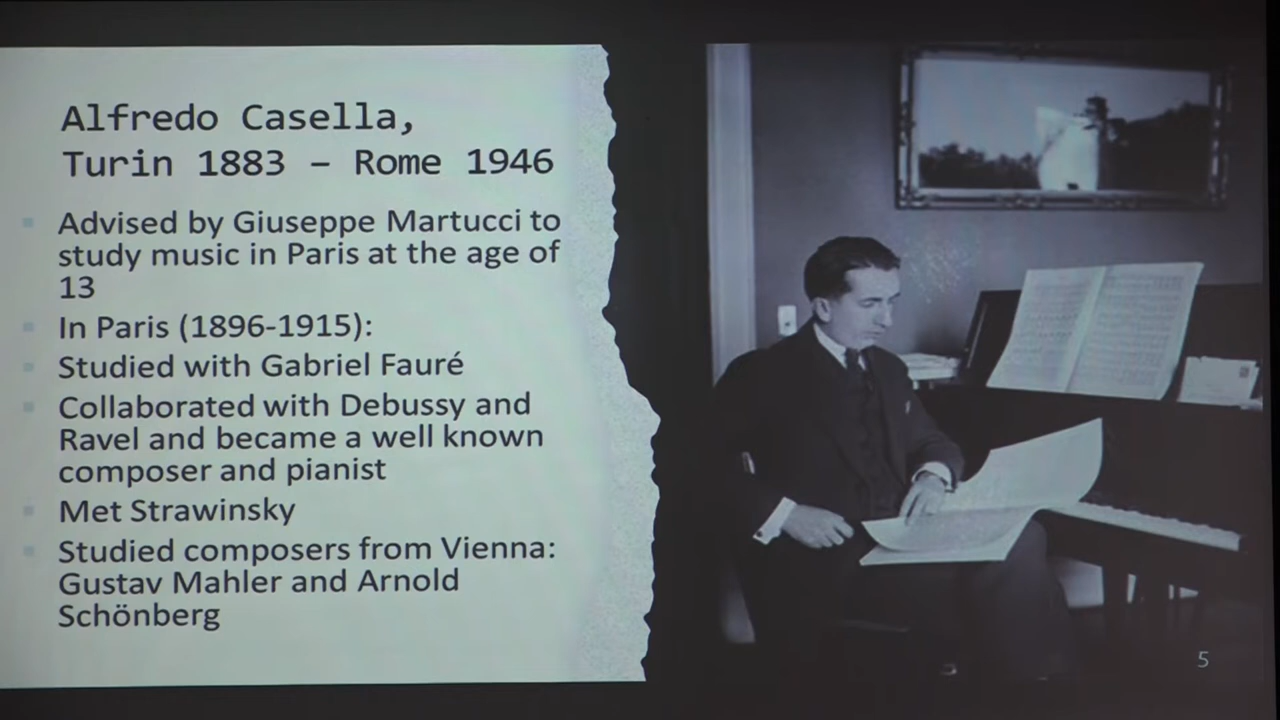 Alfredo Casella,
Turin 1883 – Rome 1946
Advised by Giuseppe Martucci to
study music in Paris at the age of
13
In Paris (1896-1915):
Studied with Gabriel Fauré
Collaborated with Debussy and
Ravel and became a well known
composer and pianist
Met Strawinsky
Studied composers from Vienna:
Gustav Mahler and Arnold
Schönberg
5